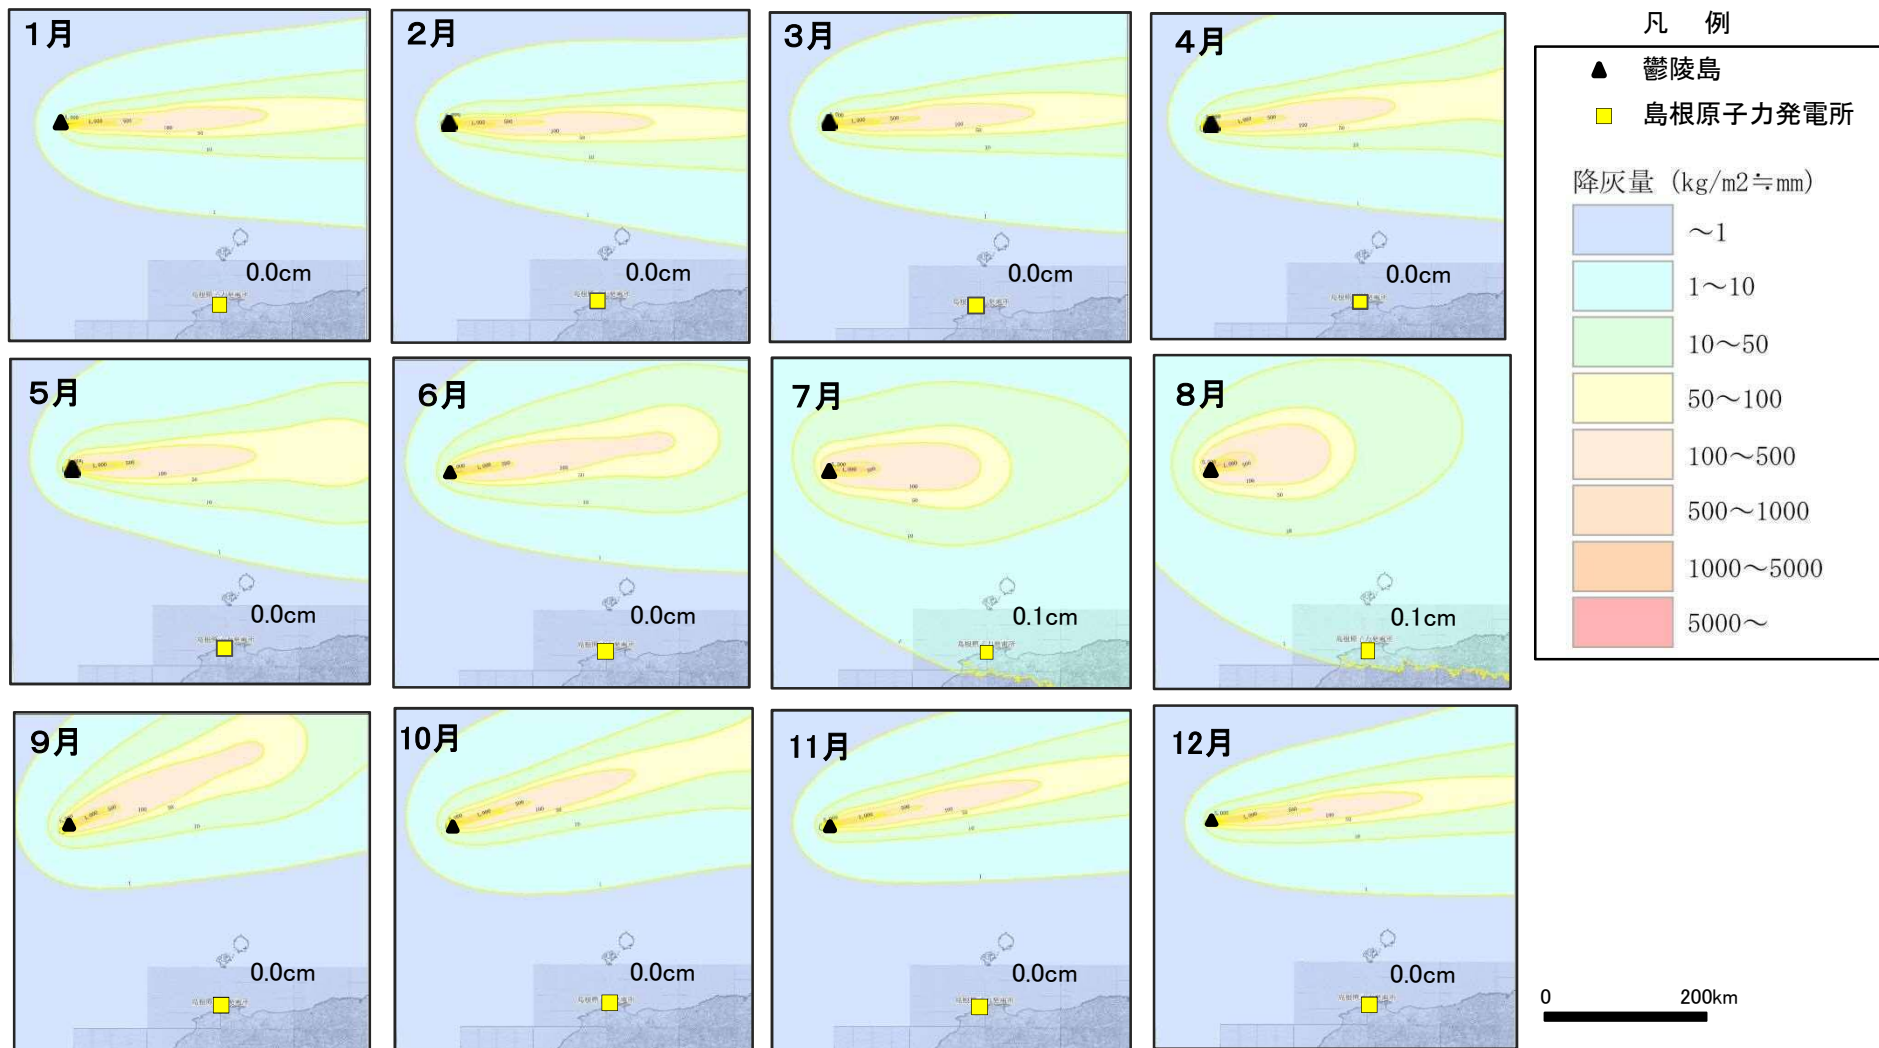 1月
2月
3月
4月
0.0cm
0.0cm
0.0cm
0.0cm
5月
6月
7月
8月
0.0cm
0.0cm
0.1cm
0.1cm
9月
10月
11月
12月
0.0cm
0.0cm
0.0cm
0.0cm
凡 例
鬱陵島
島根原子力発電所
降灰量 (kg/m2≒mm)
～1
1～10
10～50
50～100
100～500
500～1000
1000～5000
5000～
0 200km